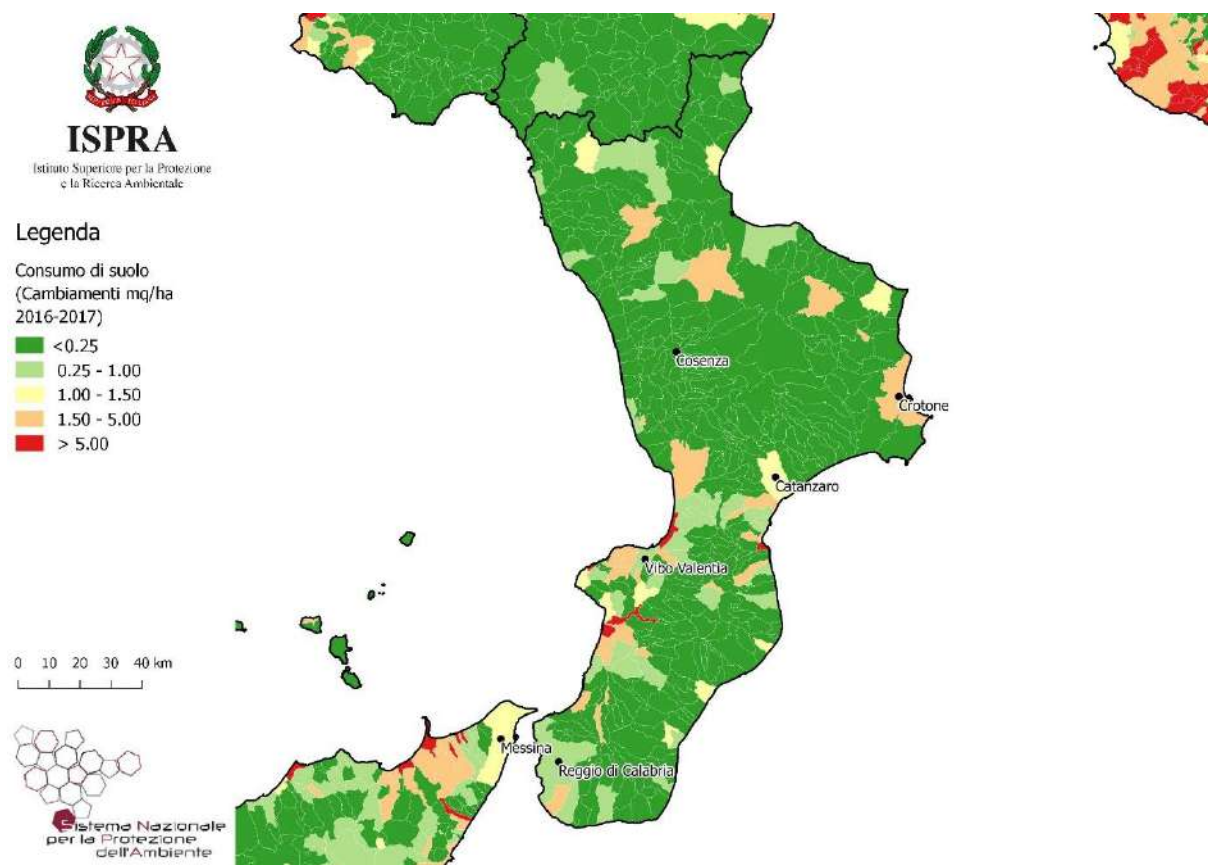 ISPRA
Istituto Superiore per la Protezione
e la Ricerca Ambientale
Legenda
Consumo di suolo
(Cambiamenti mq/ha
2016-2017)
<0.25
0.25 - 1.00
1.00 - 1.50
1.50 - 5.00
> 5.00
Cosenza
Crotone
Catanzaro
Vibo Valentia
Messina
Reggio di Calabria
0 10 20 30 40 km
Sistema Nazionale
per la Protezione
dell'Ambiente